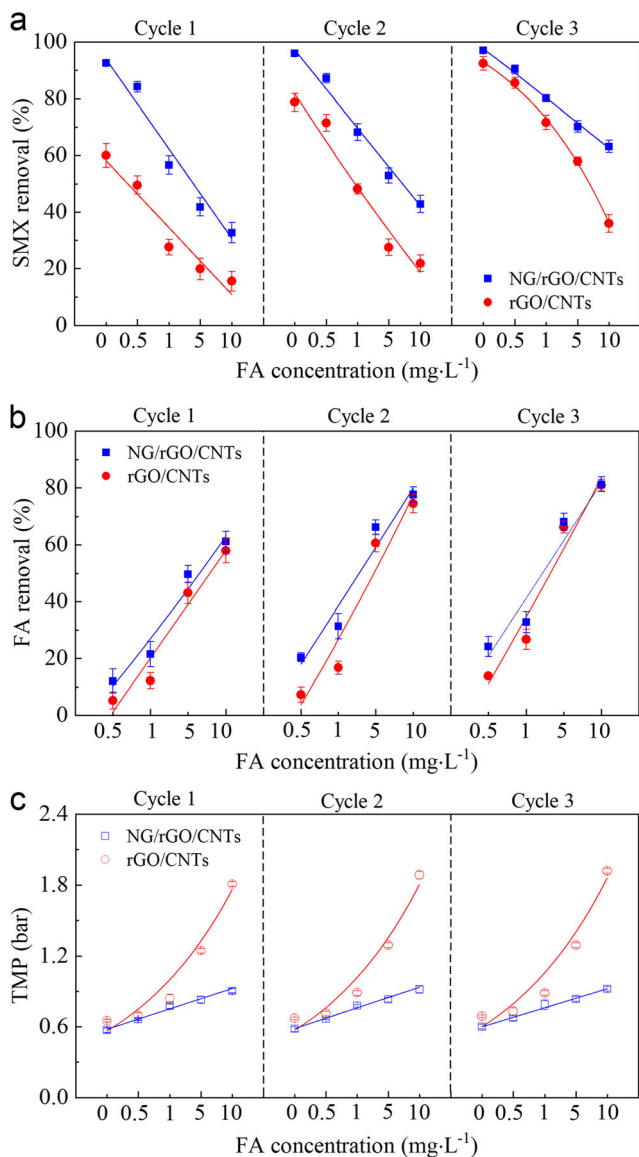 a
Cycle 1 Cycle 2 Cycle 3
100
80
60
40
20
0
SMX removal (%)
NG/rGO/CNTs
rGO/CNTs
0 0.5 1 5 10 0 0.5 1 5 10 0 0.5 1 5 10
FA concentration (mg·L⁻¹)
b
Cycle 1 Cycle 2 Cycle 3
100
80
60
40
20
0
FA removal (%)
NG/rGO/CNTs
rGO/CNTs
0.5 1 5 10 0.5 1 5 10 0.5 1 5 10
FA concentration (mg·L⁻¹)
c
Cycle 1 Cycle 2 Cycle 3
2.4
1.8
1.2
0.6
0.0
TMP (bar)
NG/rGO/CNTs
rGO/CNTs
0 0.5 1 5 10 0 0.5 1 5 10 0 0.5 1 5 10
FA concentration (mg·L⁻¹)